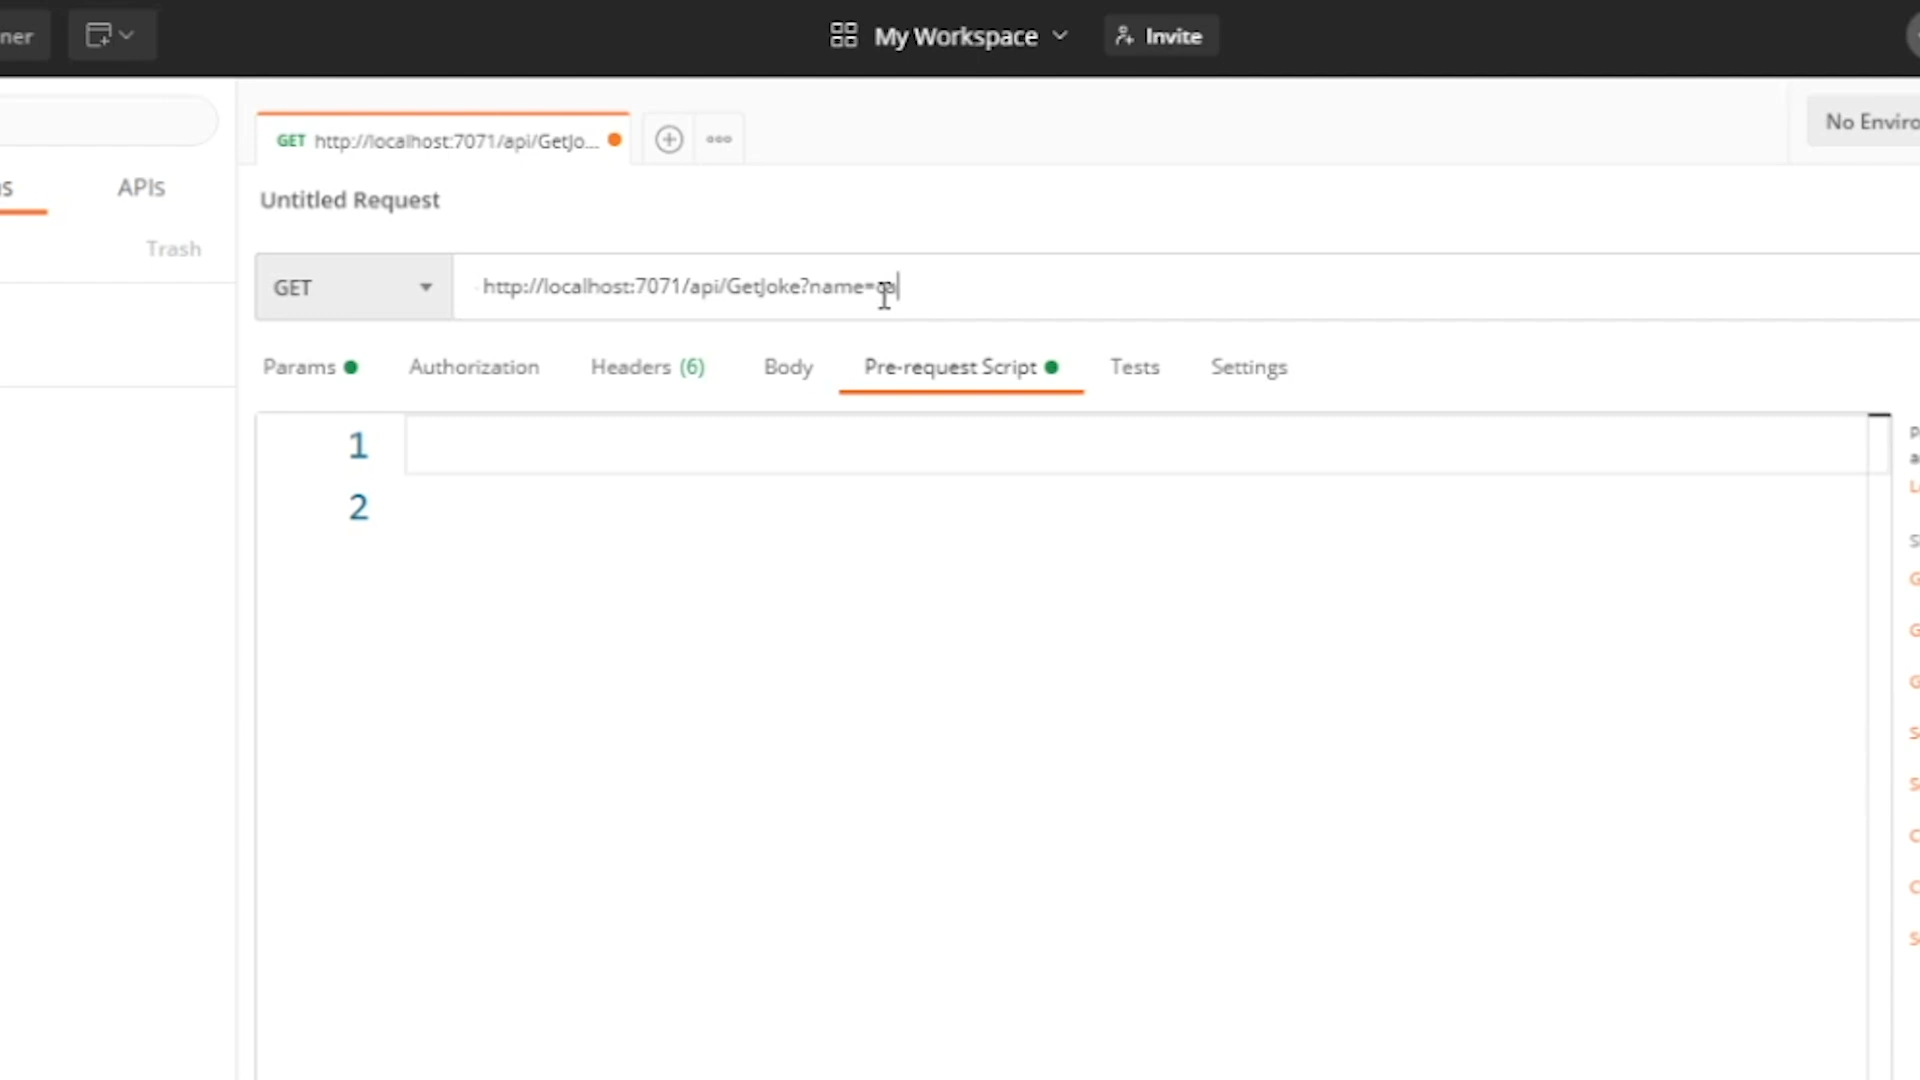 ner
My Workspace
Invite
GET http://localhost:7071/api/GetJo...
No Enviro
s
APIs
Untitled Request
Trash
GET
http://localhost:7071/api/GetJoke?name=
Params
Authorization
Headers (6)
Body
Pre-request Script
Tests
Settings
1
2